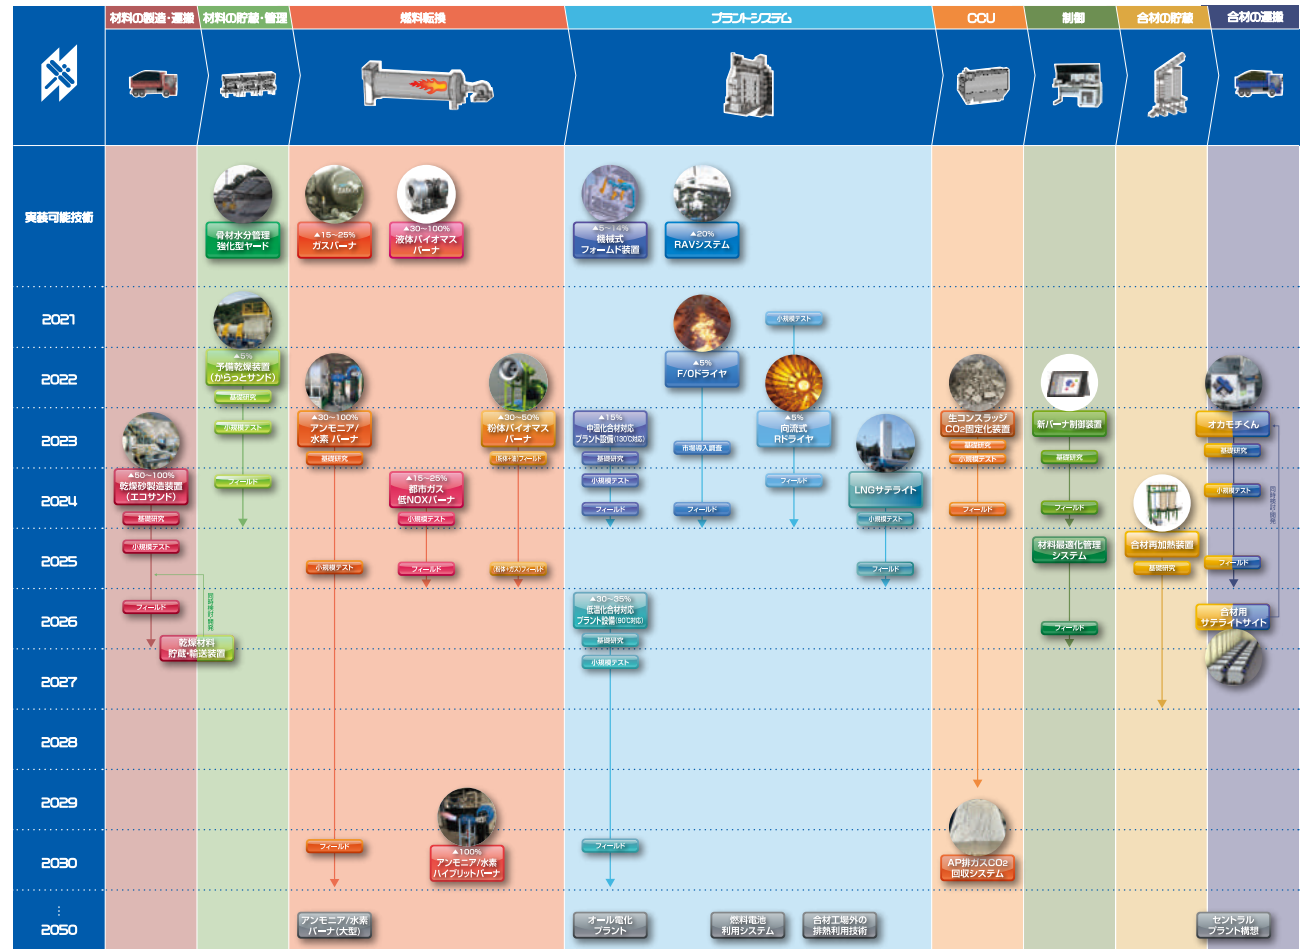 材料の製造・運搬
材料の貯蔵・管理
燃料転換
プラントシステム
CCU
制御
合材の貯蔵
合材の運搬
実装可能技術
骨材水分管理
強化型ヤード
▲15~25%
ガスバーナ
▲30~100%
液体バイオマス
バーナ
▲5~14%
機械式
フォームド装置
▲20%
RAVシステム
2021
小規模テスト
2022
▲5%
予備乾燥装置
(からっとサンド)
基礎研究
小規模テスト
フィールド
▲5%
F/Oドライヤ
市場導入調査
フィールド
2023
▲30~100%
アンモニア/
水素 バーナ
基礎研究
小規模テスト
フィールド
▲30~50%
粉体バイオマス
バーナ
(粉体+油)フィールド
(粉体+ガス)フィールド
▲15%
中温化合材対応
プラント設備(130℃対応)
基礎研究
小規模テスト
フィールド
▲5%
向流式
Rドライヤ
フィールド
生コンスラッジ
CO2固定化装置
基礎研究
小規模テスト
フィールド
新バーナ制御装置
基礎研究
フィールド
オカモチくん
基礎研究
小規模テスト
フィールド
同時検討・開発
2024
▲50~100%
乾燥砂製造装置
(エコサンド)
基礎研究
小規模テスト
フィールド
▲15~25%
都市ガス
低NOXバーナ
小規模テスト
フィールド
LNGサテライト
小規模テスト
フィールド
2025
材料最適化管理
システム
フィールド
合材再加熱装置
基礎研究
2026
同時検討・開発
乾燥材料
貯蔵・輸送装置
▲30~35%
低温化合材対応
プラント設備(90℃対応)
基礎研究
小規模テスト
フィールド
合材用
サテライトサイト
2027
2028
2029
2030
▲100%
アンモニア/水素
ハイブリットバーナ
AP排ガスCO2
回収システム
2050
アンモニア/水素
バーナ(大型)
オール電化
プラント
燃料電池
利用システム
合材工場外の
排熱利用技術
セントラル
プラント構想